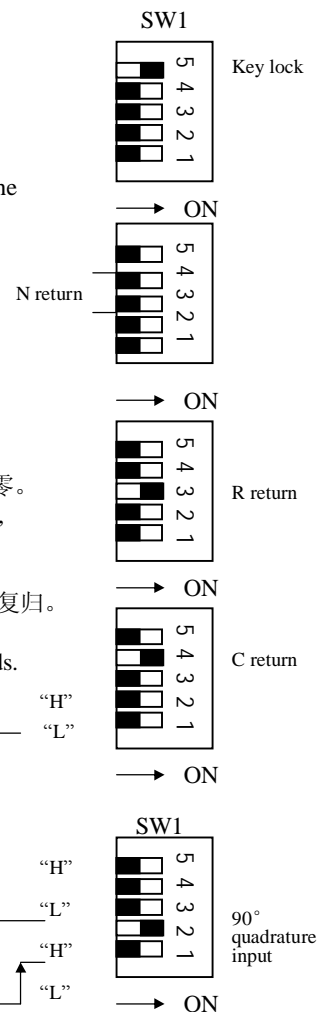 SW1
5
Key lock
4
3
2
1
ne
ON
5
4
N return
3
2
1
ON
5
4
零。
3
R return
,
2
1
ON
复归。
5
4
C return
ds.
3
“H”
2
“L”
1
ON
SW1
“H”
5
4
“L”
3
2
90°
quadrature
input
“H”
1
“L”
ON